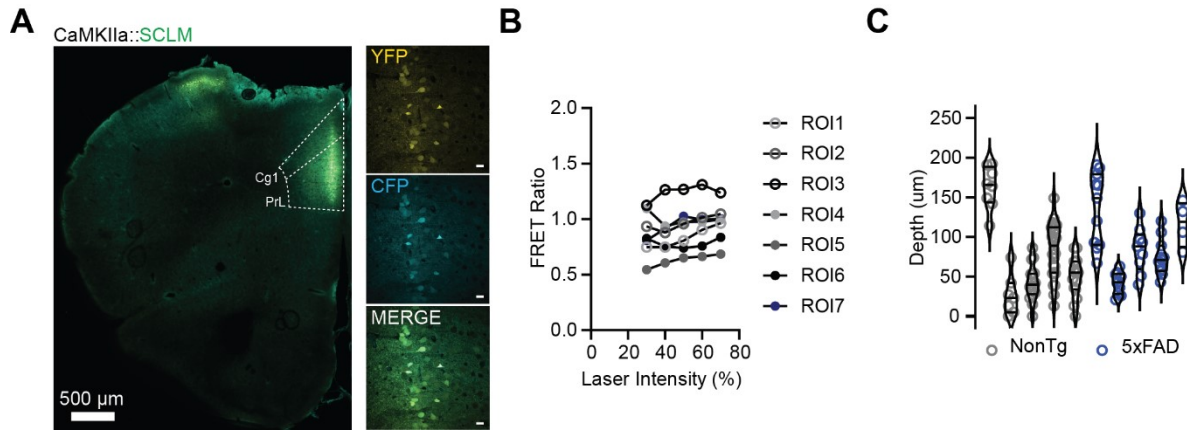 A
CaMKIIa::SCLM
Cg1
PrL
500 µm
YFP
CFP
MERGE
B
FRET Ratio
2.0
1.5
1.0
0.5
0.0
0 20 40 60 80
Laser Intensity (%)
ROI1
ROI2
ROI3
ROI4
ROI5
ROI6
ROI7
C
Depth (um)
250
200
150
100
50
0
NonTg 5xFAD